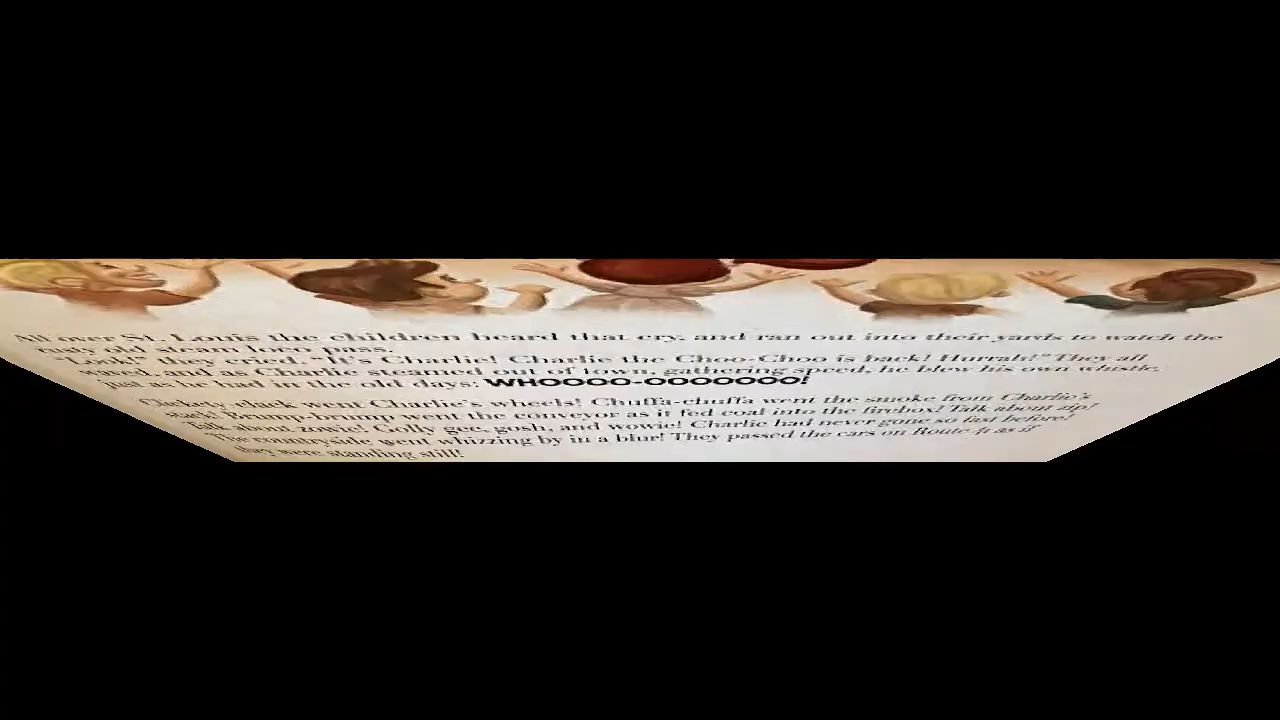 All over St. Louis the children heard that cry, and ran out into their yards to watch the
rusty old steam loco pass.
"Look!" they cried. "It's Charlie! Charlie the Choo-Choo is back! Hurrah!" They all
waved, and as Charlie steamed out of town, gathering speed, he blew his own whistle,
just as he had in the old days: WHOOOO-OOOOOOO!
Clickety-clack went Charlie's wheels! Chuffa-chuffa went the smoke from Charlie's
stack! Brump-brump went the conveyor as it fed coal into the firebox! Talk about zip!
Talk about zowie! Golly gee, gosh, and wowie! Charlie had never gone so fast before!
The countryside went whizzing by in a blur! They passed the cars on Route 41 as if
they were standing still!